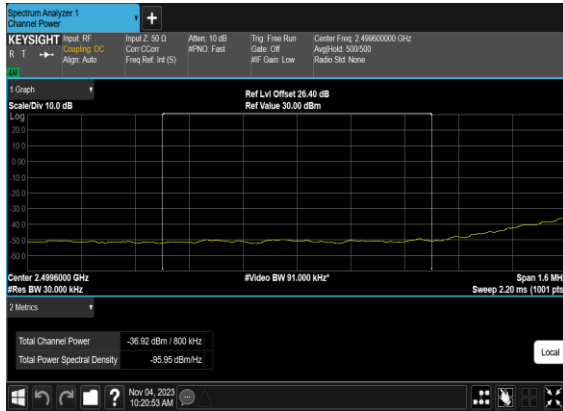 Spectrum Analyzer 1
Channel Power
+
KEYSIGHT
R T
LXI
Input: RF
Coupling: DC
Align: Auto
Input Z: 50 Ω
Corr CCorr
Freq Ref: Int (S)
Atten: 10 dB
#PNO: Fast
Trig: Free Run
Gate: Off
#IF Gain: Low
Center Freq: 2.499600000 GHz
Avg|Hold: 500/500
Radio Std: None
1 Graph
Scale/Div 10.0 dB
Ref Lvl Offset 26.40 dB
Ref Value 30.00 dBm
Log
20.0
10.0
0.00
-10.0
-20.0
-30.0
-40.0
-50.0
-60.0
Center 2.4996000 GHz
#Res BW 30.000 kHz
#Video BW 91.000 kHz*
Span 1.6 MH
Sweep 2.20 ms (1001 pts
2 Metrics
Total Channel Power -36.92 dBm / 800 kHz
Total Power Spectral Density -95.95 dBm/Hz
Local
?
Nov 04, 2023
10:20:53 AM